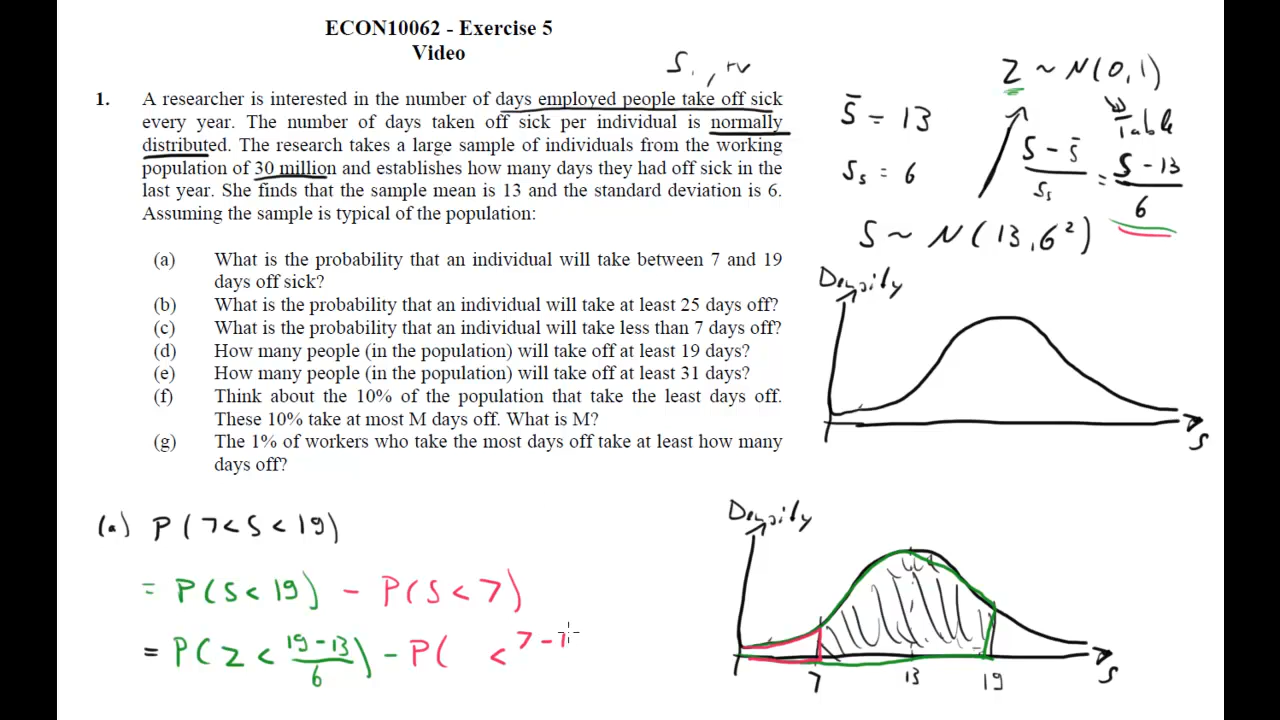 ECON10062 - Exercise 5
Video
S. , rv
1. A researcher is interested in the number of days employed people take off sick
every year. The number of days taken off sick per individual is normally
distributed. The research takes a large sample of individuals from the working
population of 30 million and establishes how many days they had off sick in the
last year. She finds that the sample mean is 13 and the standard deviation is 6.
Assuming the sample is typical of the population:
(a) What is the probability that an individual will take between 7 and 19
days off sick?
(b) What is the probability that an individual will take at least 25 days off?
(c) What is the probability that an individual will take less than 7 days off?
(d) How many people (in the population) will take off at least 19 days?
(e) How many people (in the population) will take off at least 31 days?
(f) Think about the 10% of the population that take the least days off.
These 10% take at most M days off. What is M?
(g) The 1% of workers who take the most days off take at least how many
days off?
Z ~ N(0,1)
Table
S̄ = 13
S_s = 6
(S - S̄)/S_s = (S - 13)/6
S ~ N(13, 6²)
Density
S
(a) P(7 < S < 19)
= P(S < 19) - P(S < 7)
= P(Z < (19-13)/6) - P(  < 7-1
Density
7 13 19
S